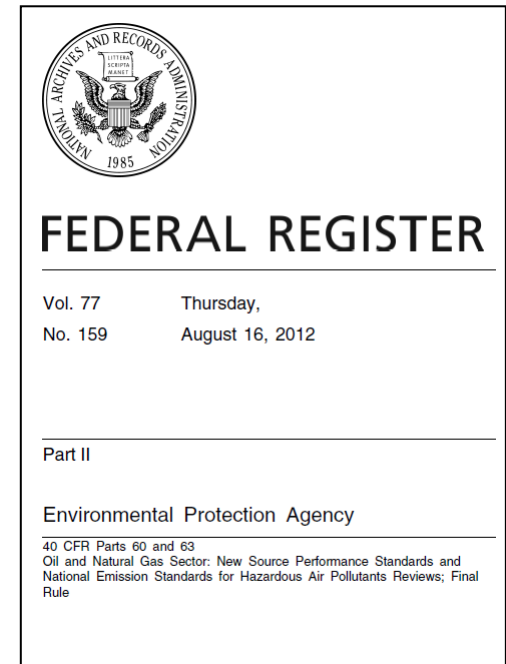 NATIONAL ARCHIVES AND RECORDS ADMINISTRATION
LITTERA
SCRIPTA
MANET
1985
FEDERAL REGISTER
Vol. 77 Thursday,
No. 159 August 16, 2012
Part II
Environmental Protection Agency
40 CFR Parts 60 and 63
Oil and Natural Gas Sector: New Source Performance Standards and
National Emission Standards for Hazardous Air Pollutants Reviews; Final
Rule